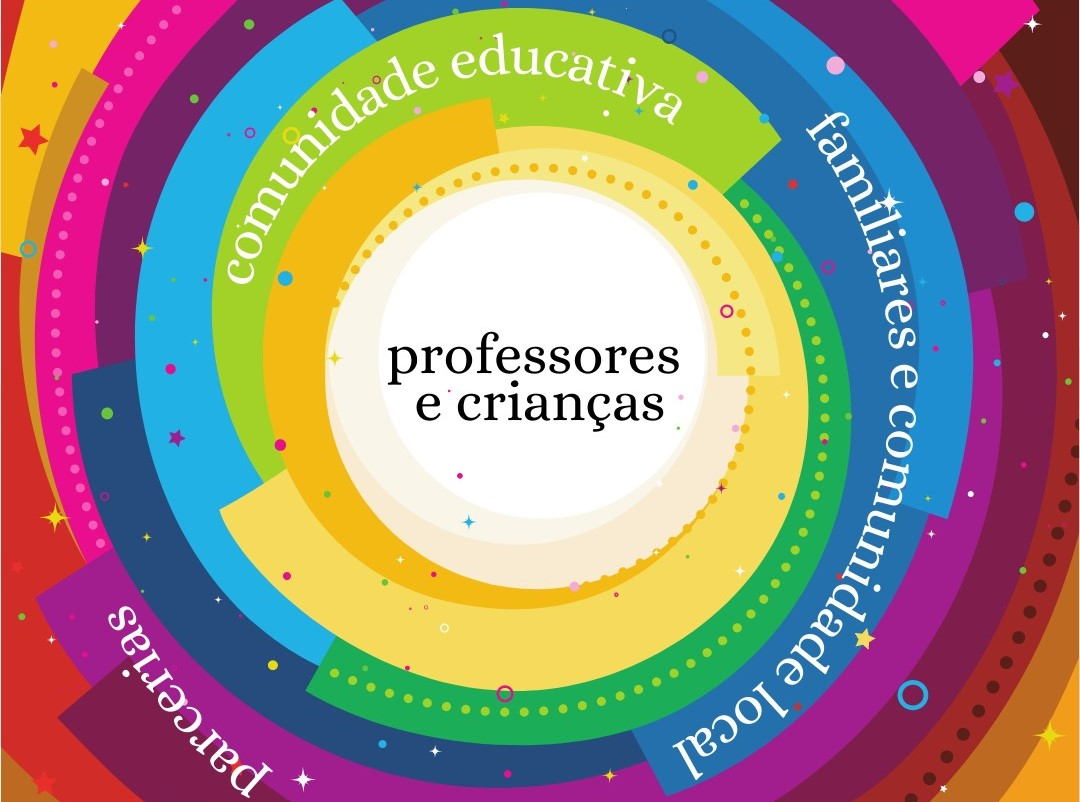 comunidade educativa
familiares e comunidade local
professores
e crianças
parcerias